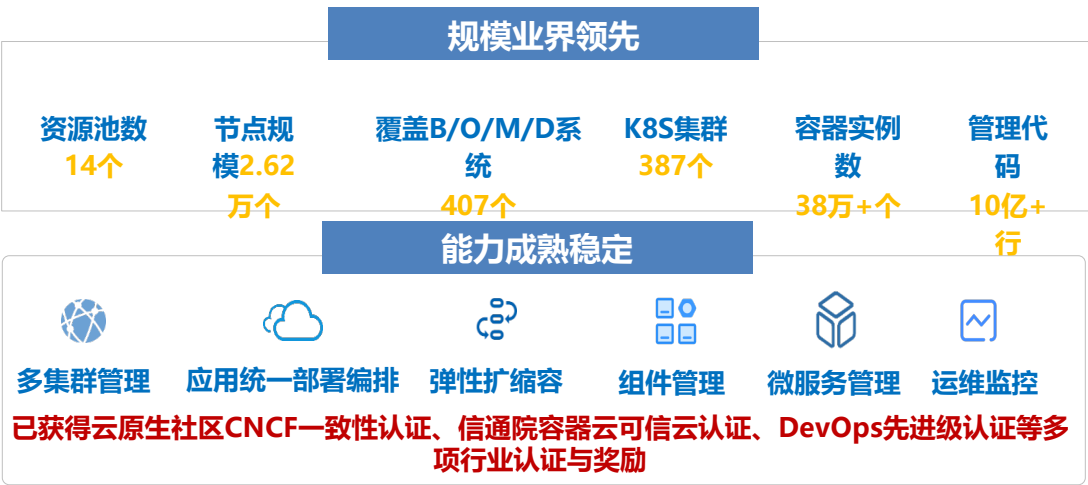 规模业界领先
资源池数
14个
节点规
模2.62
万个
覆盖B/O/M/D系
统
407个
K8S集群
387个
容器实例
数
38万+个
管理代
码
10亿+
行
能力成熟稳定
多集群管理
应用统一部署编排
弹性扩缩容
组件管理
微服务管理
运维监控
已获得云原生社区CNCF一致性认证、信通院容器云可信云认证、DevOps先进级认证等多
项行业认证与奖励